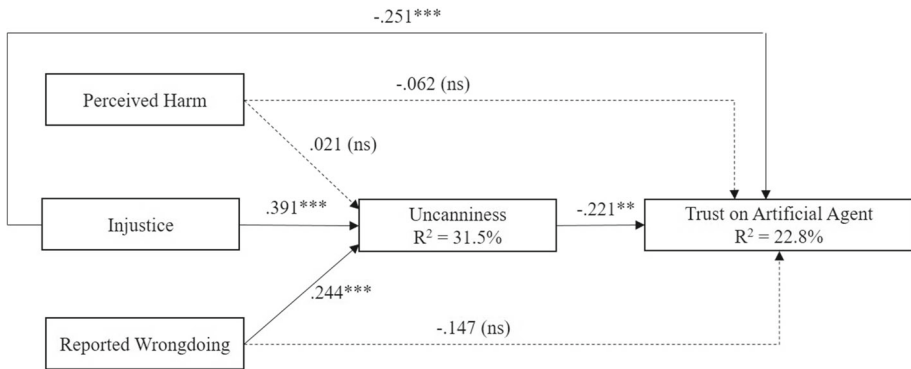 -.251***
Perceived Harm
-.062 (ns)
.021 (ns)
Injustice
.391***
Uncanniness
R² = 31.5%
-.221**
Trust on Artificial Agent
R² = 22.8%
.244***
Reported Wrongdoing
-.147 (ns)